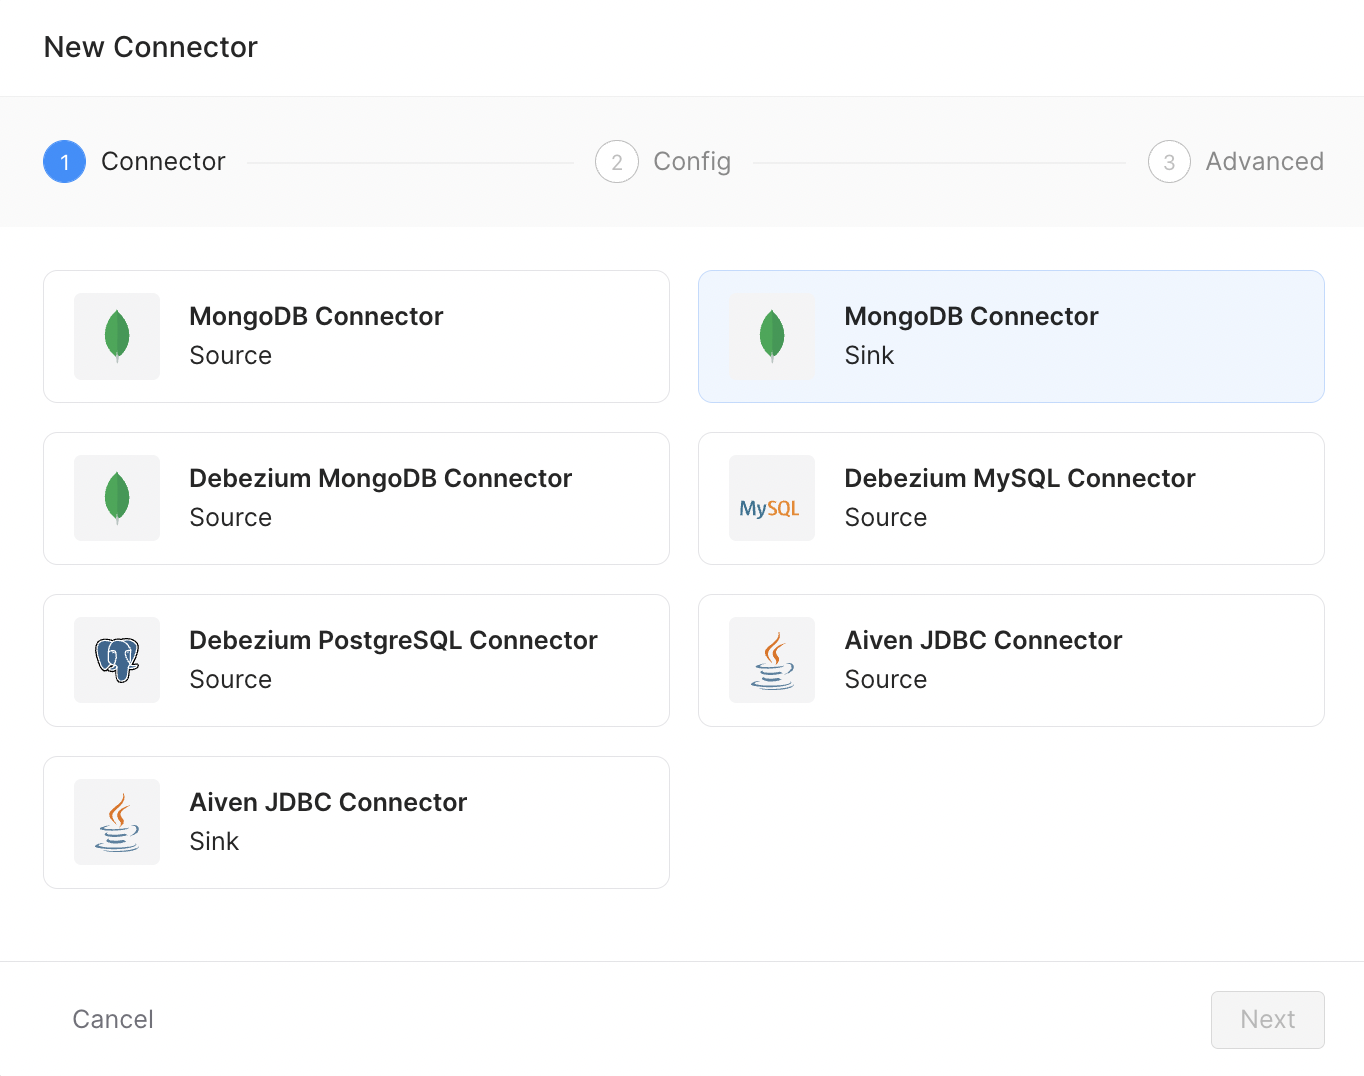 New Connector
1 Connector
2 Config
3 Advanced
MongoDB Connector
Source
MongoDB Connector
Sink
Debezium MongoDB Connector
Source
MySQL
Debezium MySQL Connector
Source
Debezium PostgreSQL Connector
Source
Aiven JDBC Connector
Source
Aiven JDBC Connector
Sink
Cancel
Next